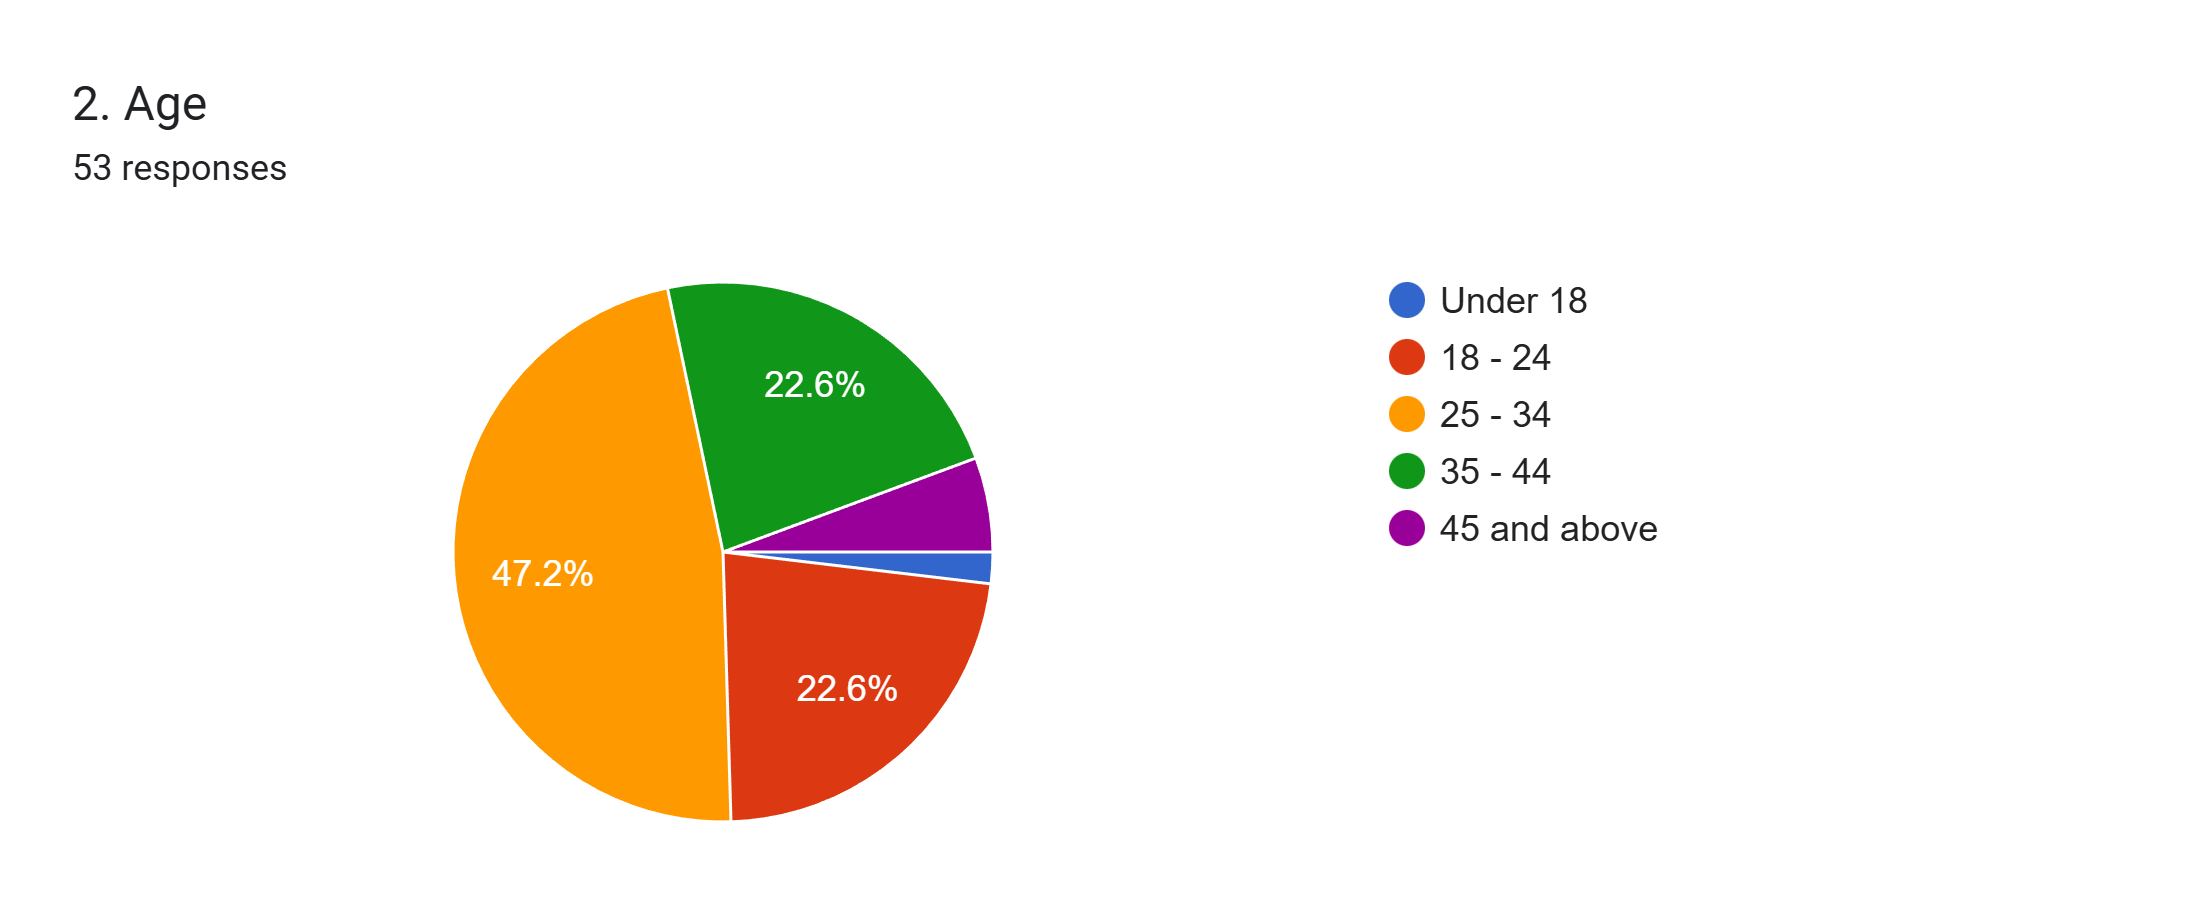 2. Age
53 responses
22.6%
47.2%
22.6%
Under 18
18 - 24
25 - 34
35 - 44
45 and above